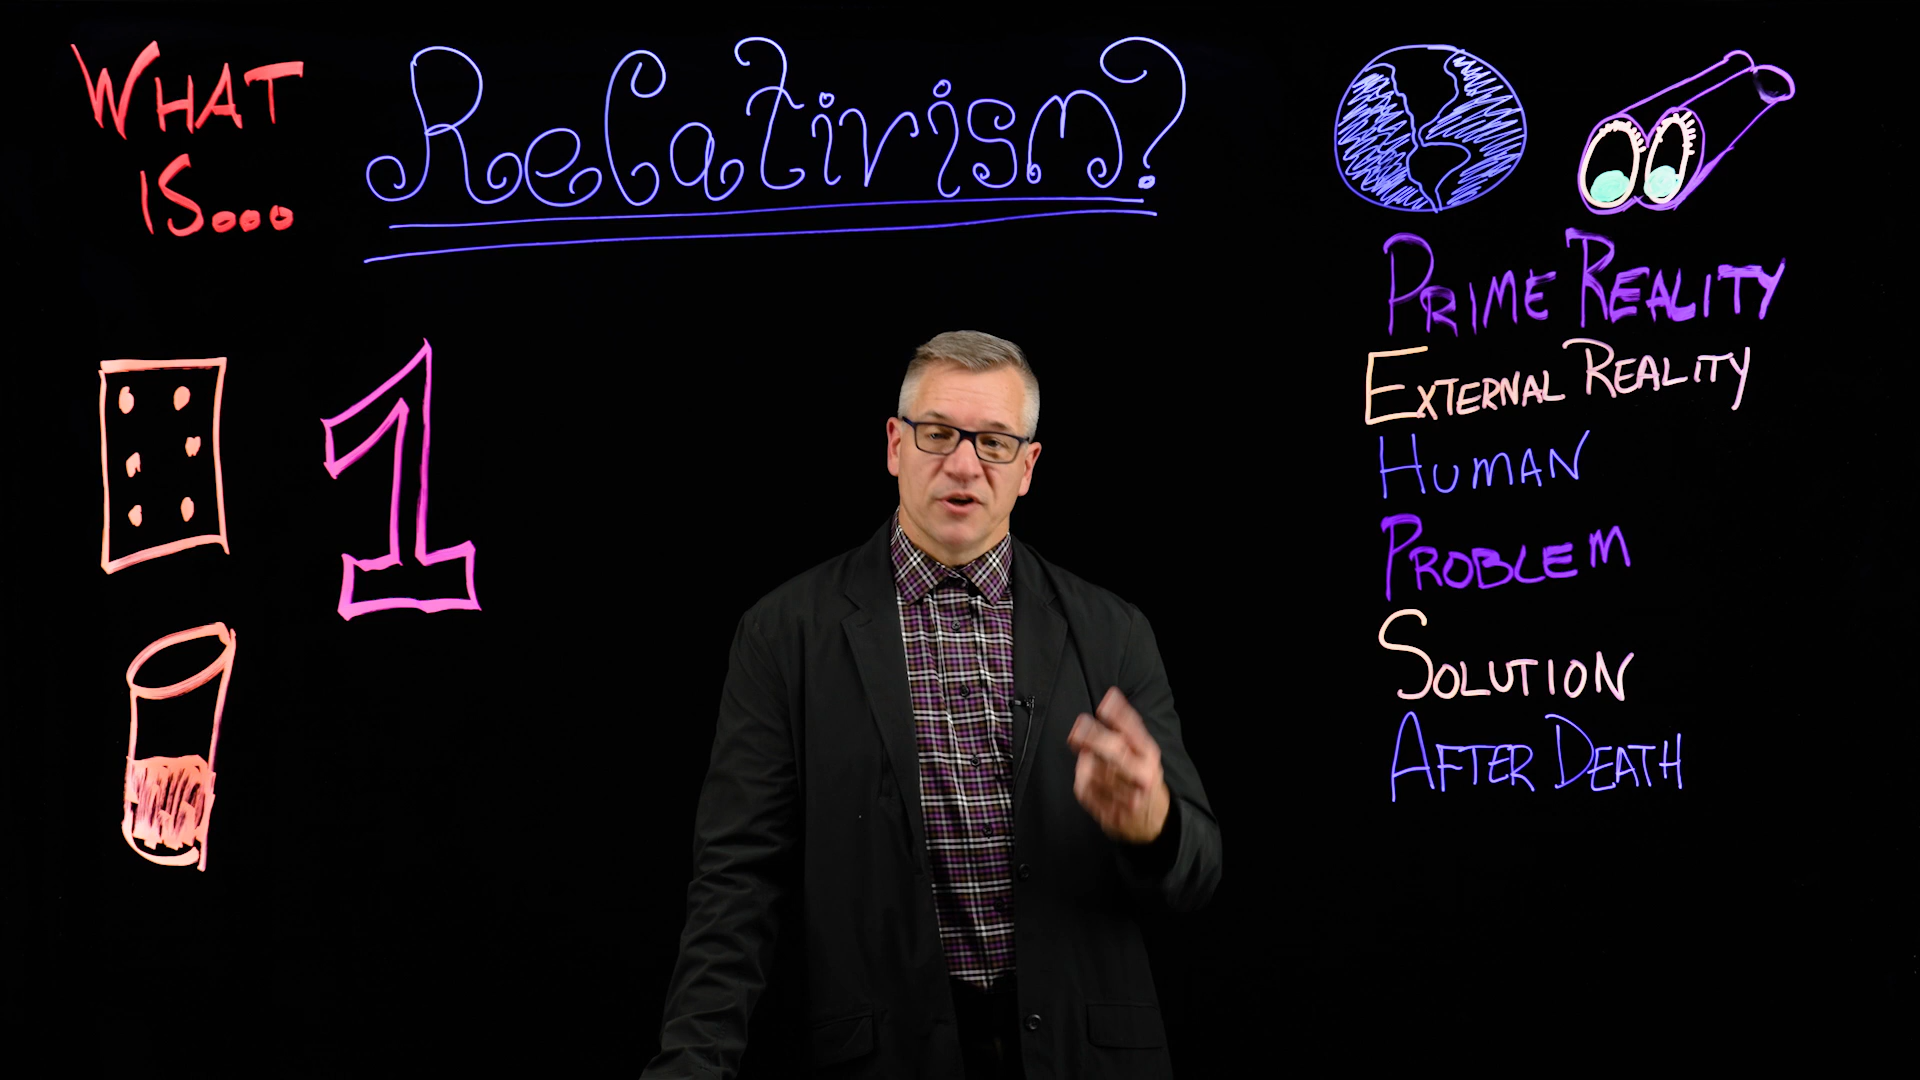 WHAT
IS...
Relativism?
1
PRIME REALITY
EXTERNAL REALITY
HUMAN
PROBLEM
SOLUTION
AFTER DEATH